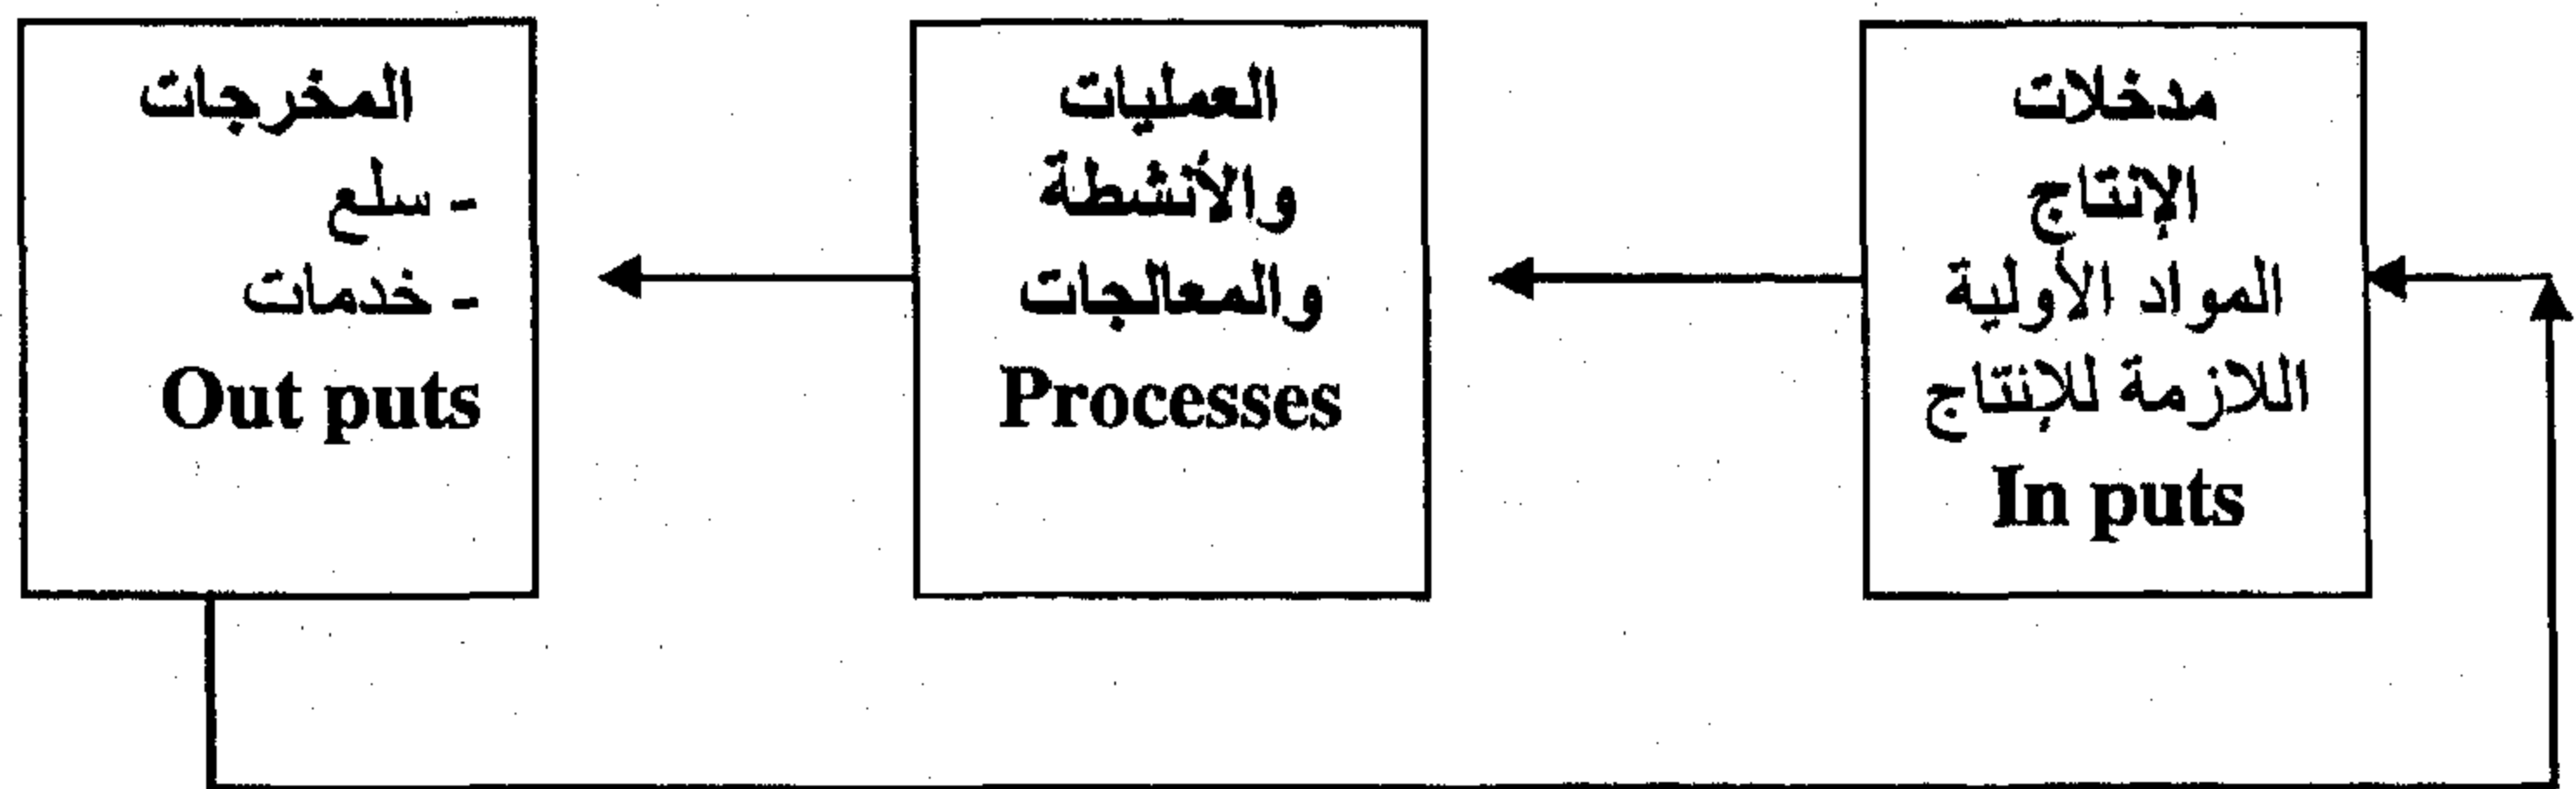 مدخلات
الإنتاج
المواد الأولية
اللازمة للإنتاج
In puts
العمليات
والأنشطة
والمعالجات
Processes
المخرجات
- سلع
- خدمات
Out puts